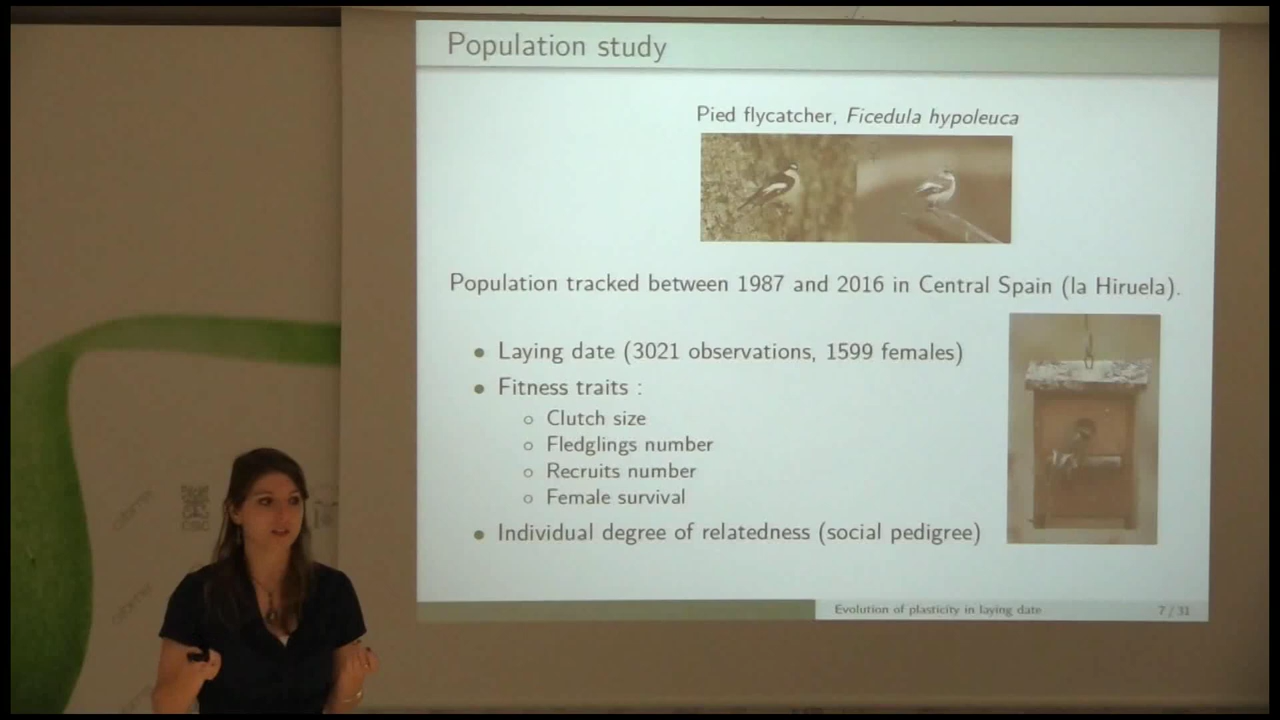 Population study
Pied flycatcher, Ficedula hypoleuca
Population tracked between 1987 and 2016 in Central Spain (la Hiruela).
Laying date (3021 observations, 1599 females)
Fitness traits :
Clutch size
Fledglings number
Recruits number
Female survival
Individual degree of relatedness (social pedigree)
Evolution of plasticity in laying date
7 / 31
CSIC